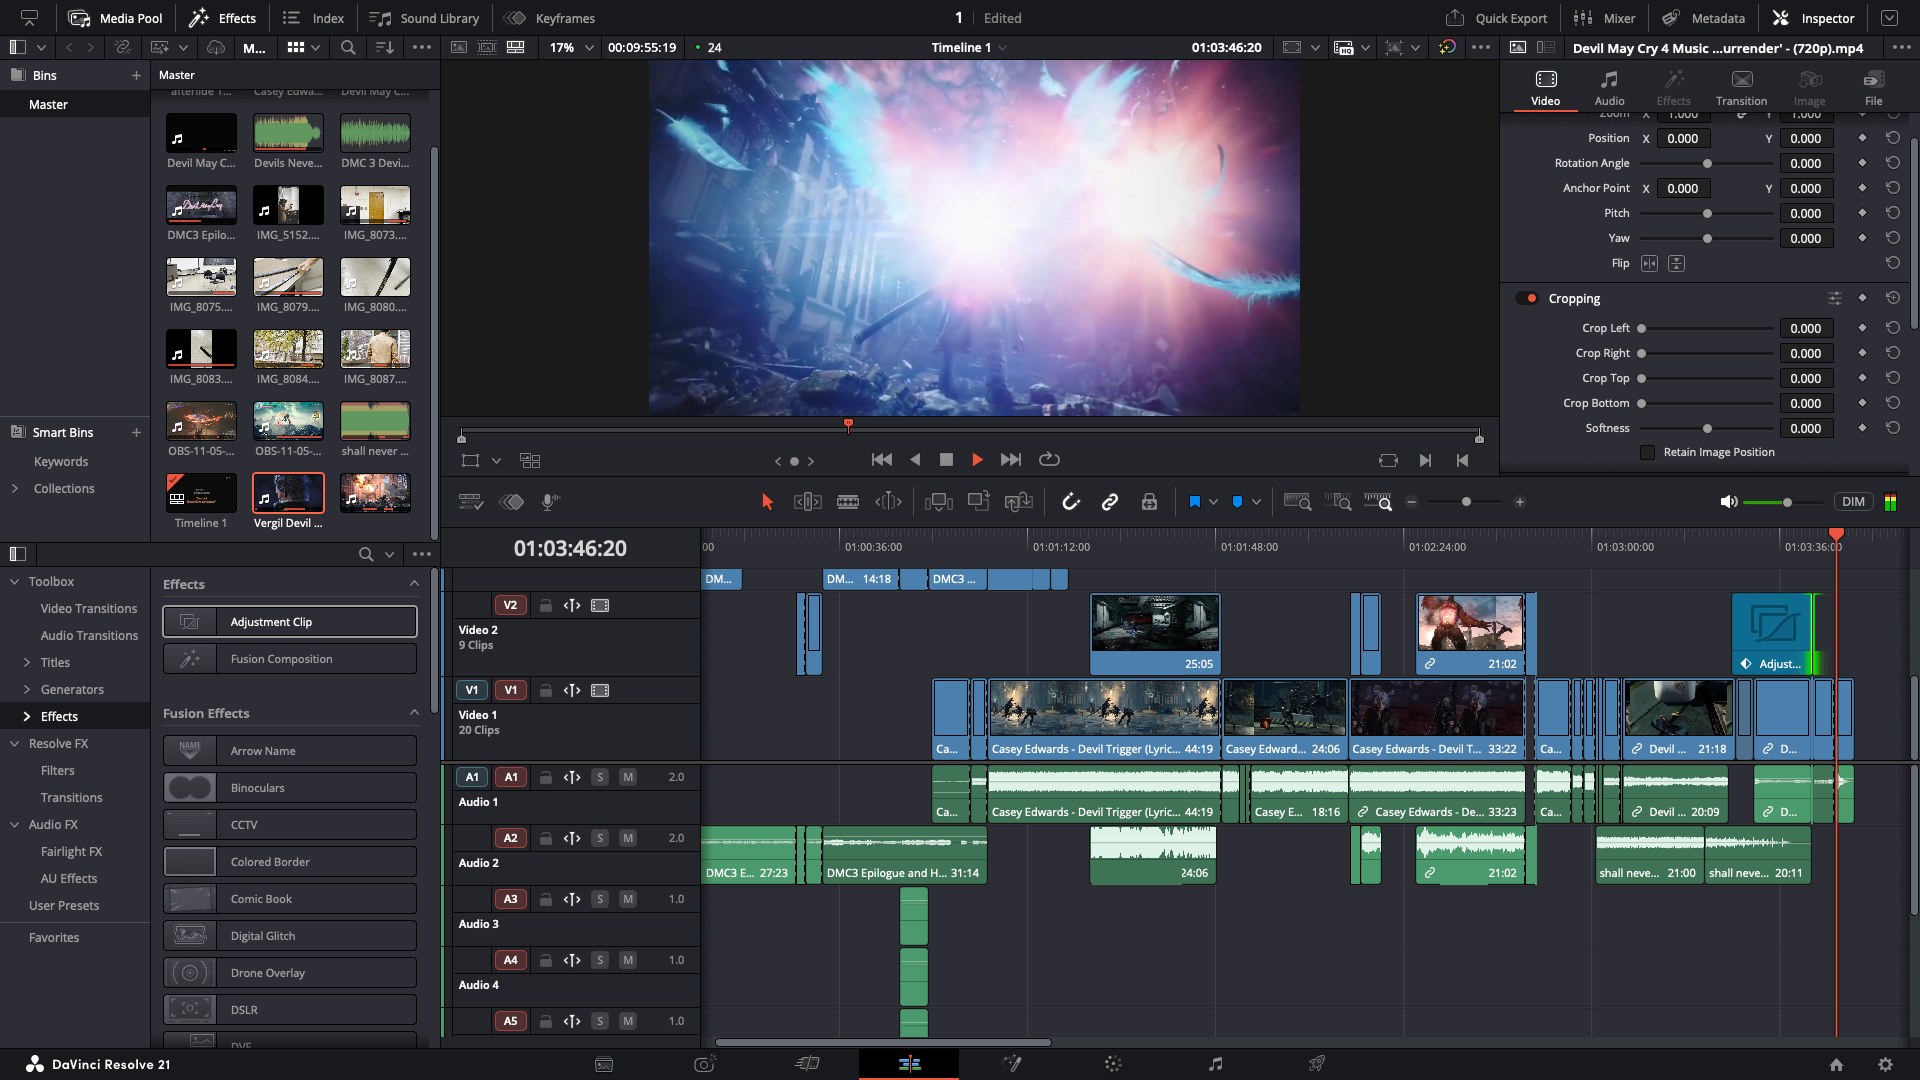 Media Pool
Effects
Index
Sound Library
Keyframes
1
Edited
Quick Export
Mixer
Metadata
Inspector
M...
17%
00:09:55:19
24
Timeline 1
01:03:46:20
Devil May Cry 4 Music ...urrender' - (720p).mp4
Bins
Master
Master
Devil May C...
Devils Neve...
DMC 3 Devi...
DMC3 Epilo...
IMG_5152....
IMG_8073....
IMG_8075....
IMG_8079....
IMG_8080....
IMG_8083....
IMG_8084....
IMG_8087....
OBS-11-05-...
OBS-11-05-...
shall never ...
Timeline 1
Vergil Devil ...
Smart Bins
Keywords
Collections
Video
Audio
Effects
Transition
Image
File
Zoom X 1.000 Y 1.000
Position X 0.000 Y 0.000
Rotation Angle 0.000
Anchor Point X 0.000 Y 0.000
Pitch 0.000
Yaw 0.000
Flip
Cropping
Crop Left 0.000
Crop Right 0.000
Crop Top 0.000
Crop Bottom 0.000
Softness 0.000
Retain Image Position
DIM
Toolbox
Video Transitions
Audio Transitions
Titles
Generators
Effects
Resolve FX
Filters
Transitions
Audio FX
Fairlight FX
AU Effects
User Presets
Favorites
Effects
Adjustment Clip
Fusion Composition
Fusion Effects
NAME
Arrow Name
Binoculars
CCTV
Colored Border
Comic Book
Digital Glitch
Drone Overlay
DSLR
DVE
01:03:46:20
00
01:00:36:00
01:01:12:00
01:01:48:00
01:02:24:00
01:03:00:00
01:03:36:00
DM...
DM... 14:18
DMC3 ...
V2
Video 2
9 Clips
25:05
21:02
Adjust...
V1
V1
Video 1
20 Clips
Ca...
Casey Edwards - Devil Trigger (Lyric... 44:19
Casey Edward... 24:06
Casey Edwards - Devil T... 33:22
Ca...
Devil ... 21:18
D...
A1
A1
S
M
2.0
Audio 1
Ca...
Casey Edwards - Devil Trigger (Lyric... 44:19
Casey E... 18:16
Casey Edwards - De... 33:23
Ca...
Devil ... 20:09
D...
A2
S
M
2.0
Audio 2
DMC3 E... 27:23
DMC3 Epilogue and H... 31:14
24:06
21:02
shall neve... 21:00
shall neve... 20:11
A3
S
M
1.0
Audio 3
A4
S
M
1.0
Audio 4
A5
S
M
1.0
DaVinci Resolve 21